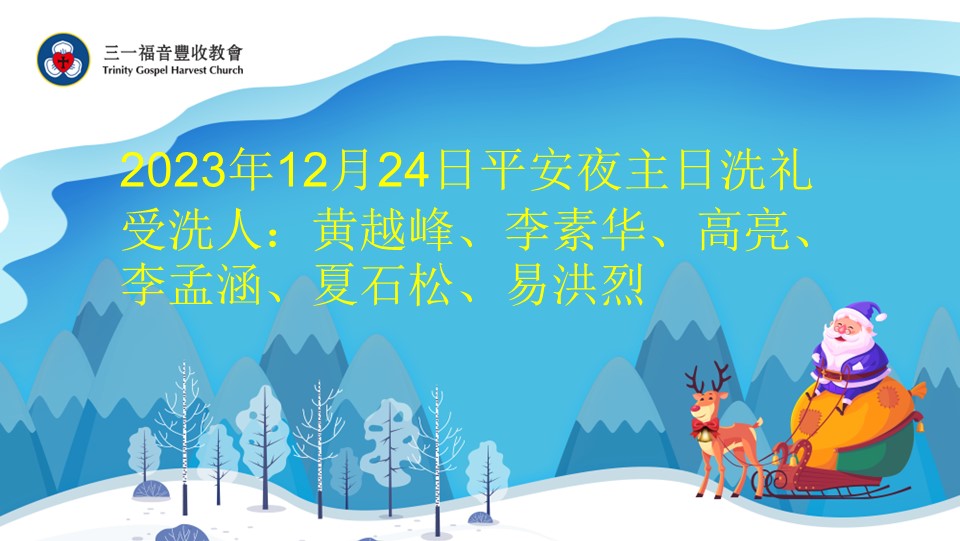 三一福音豐收教會
Trinity Gospel Harvest Church
2023年12月24日平安夜主日洗礼
受洗人：黄越峰、李素华、高亮、
李孟涵、夏石松、易洪烈